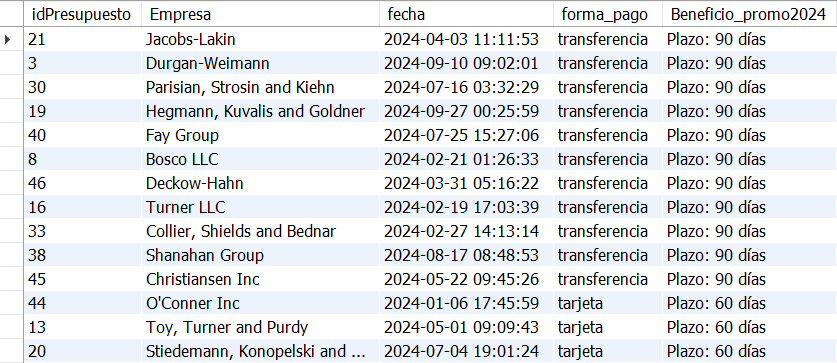 idPresupuesto Empresa fecha forma_pago Beneficio_promo2024
21 Jacobs-Lakin 2024-04-03 11:11:53 transferencia Plazo: 90 días
3 Durgan-Weimann 2024-09-10 09:02:01 transferencia Plazo: 90 días
30 Parisian, Strosin and Kiehn 2024-07-16 03:32:29 transferencia Plazo: 90 días
19 Hegmann, Kuvalis and Goldner 2024-09-27 00:25:59 transferencia Plazo: 90 días
40 Fay Group 2024-07-25 15:27:06 transferencia Plazo: 90 días
8 Bosco LLC 2024-02-21 01:26:33 transferencia Plazo: 90 días
46 Deckow-Hahn 2024-03-31 05:16:22 transferencia Plazo: 90 días
16 Turner LLC 2024-02-19 17:03:39 transferencia Plazo: 90 días
33 Collier, Shields and Bednar 2024-02-27 14:13:14 transferencia Plazo: 90 días
38 Shanahan Group 2024-08-17 08:48:53 transferencia Plazo: 90 días
45 Christiansen Inc 2024-05-22 09:45:26 transferencia Plazo: 90 días
44 O'Conner Inc 2024-01-06 17:45:59 tarjeta Plazo: 60 días
13 Toy, Turner and Purdy 2024-05-01 09:09:43 tarjeta Plazo: 60 días
20 Stiedemann, Konopelski and ... 2024-07-04 19:01:24 tarjeta Plazo: 60 días